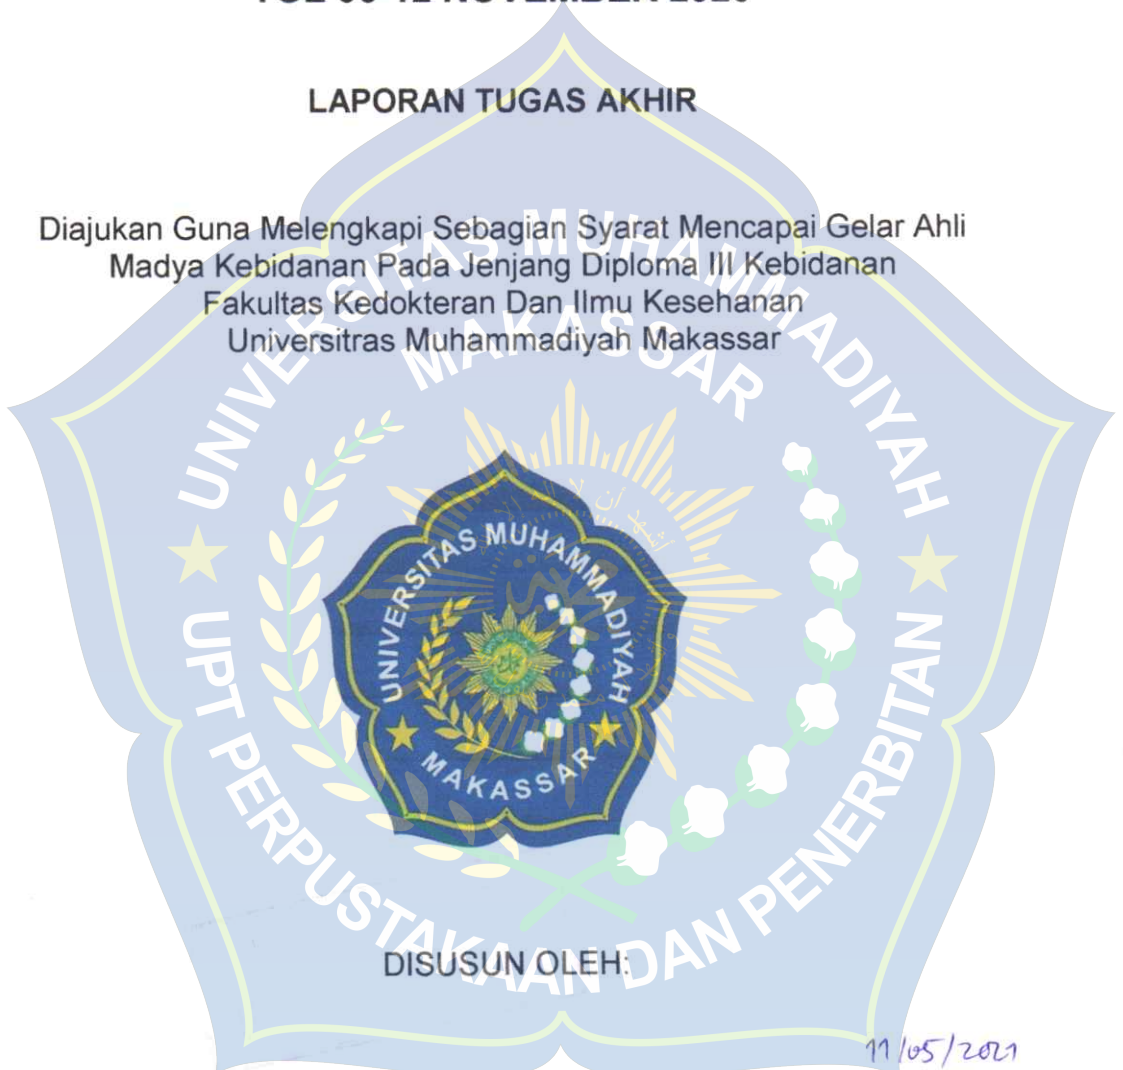 LAPORAN TUGAS AKHIR
Diajukan Guna Melengkapi Sebagian Syarat Mencapai Gelar Ahli
Madya Kebidanan Pada Jenjang Diploma III Kebidanan
Fakultas Kedokteran Dan Ilmu Kesehanan
Universitras Muhammadiyah Makassar
UNIVERSITAS MUHAMMADIYAH
MAKASSAR
UPT PERPUSTAKAAN DAN PENERBITAN
UNIVERSITAS MUHAMMADIYAH
MAKASSAR
DISUSUN OLEH:
11/05/2021